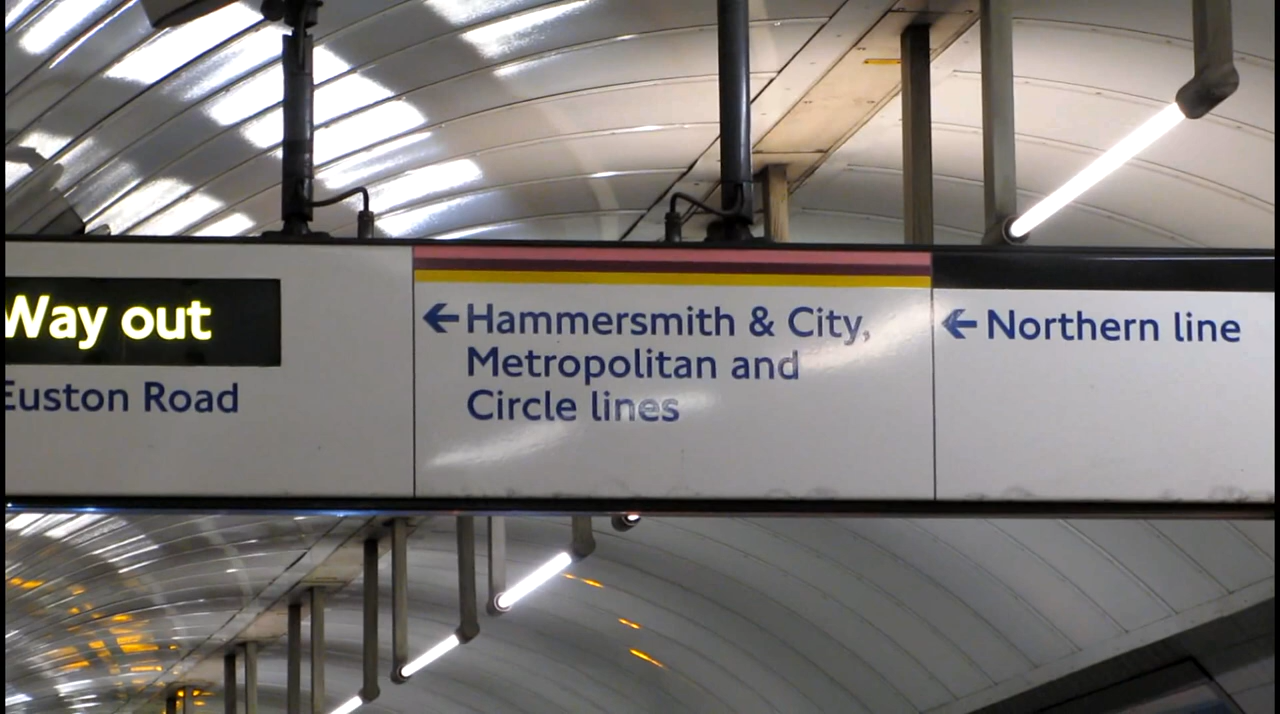 Way out
Euston Road
Hammersmith & City,
Metropolitan and
Circle lines
Northern line